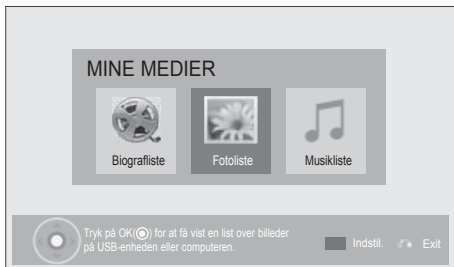 MINE MEDIER
Biografliste Fotoliste Musikliste
Tryk på OK(◉) for at få vist en list over billeder
på USB-enheden eller computeren.
Indstil. Exit